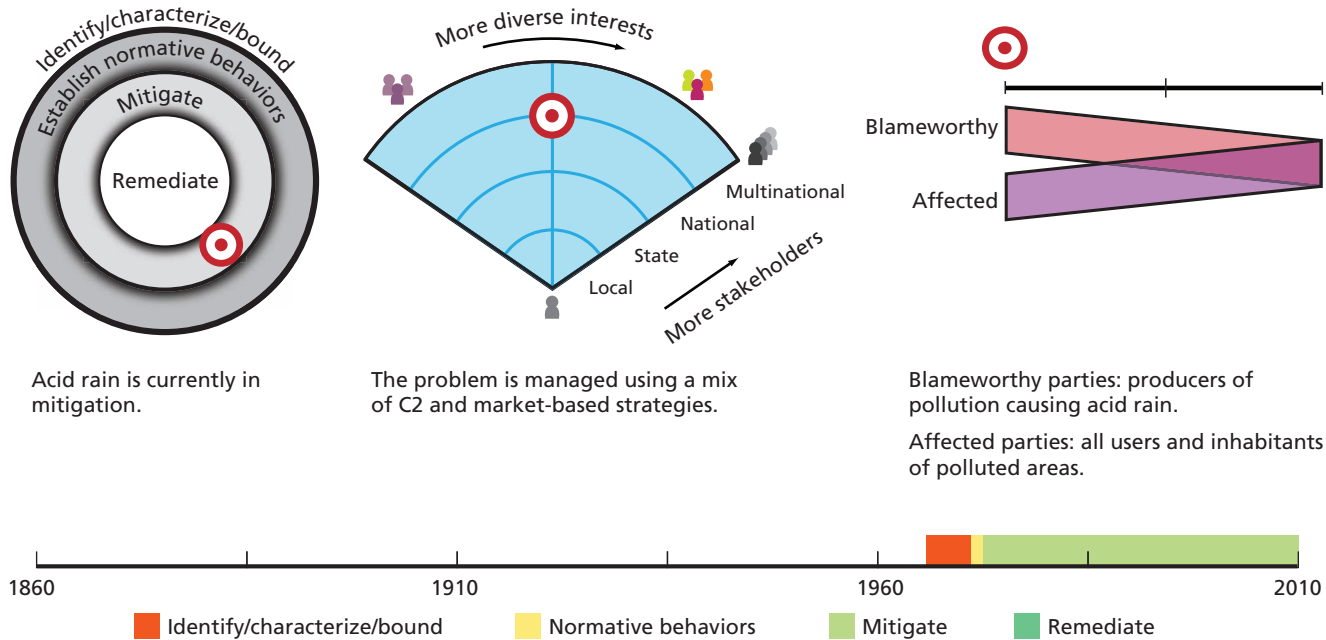 Identify/characterize/bound
Establish normative behaviors
Mitigate
Remediate
More diverse interests
Multinational
National
State
Local
More stakeholders
Blameworthy
Affected
Acid rain is currently in
mitigation.
The problem is managed using a mix
of C2 and market-based strategies.
Blameworthy parties: producers of
pollution causing acid rain.
Affected parties: all users and inhabitants
of polluted areas.
1860
1910
1960
2010
Identify/characterize/bound
Normative behaviors
Mitigate
Remediate